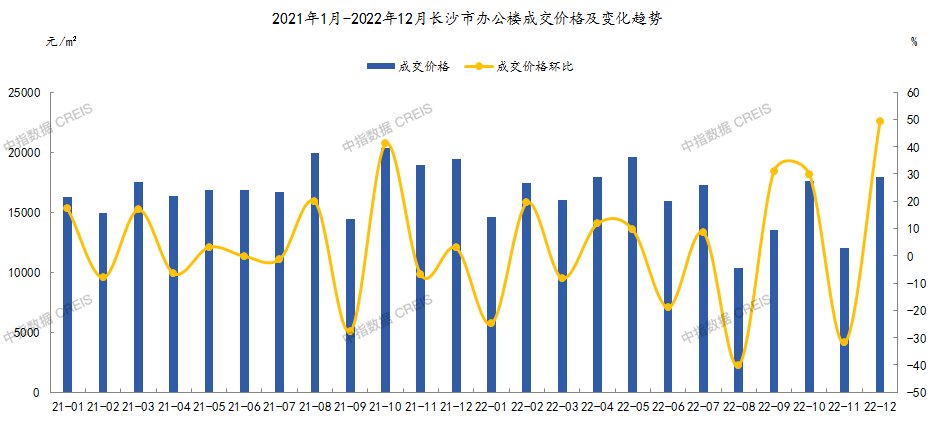 2021年1月-2022年12月长沙市办公楼成交价格及变化趋势
元/㎡ %
成交价格 成交价格环比
25000 60
50
20000 40
30
15000 20
10
10000 0
-10
-20
5000 -30
-40
0 -50
中指数据 CREIS 中指数据 CREIS 中指数据 CREIS
中指数据 CREIS 中指数据 CREIS 中指数据 CREIS
21-01 21-02 21-03 21-04 21-05 21-06 21-07 21-08 21-09 21-10 21-11 21-12 22-01 22-02 22-03 22-04 22-05 22-06 22-07 22-08 22-09 22-10 22-11 22-12